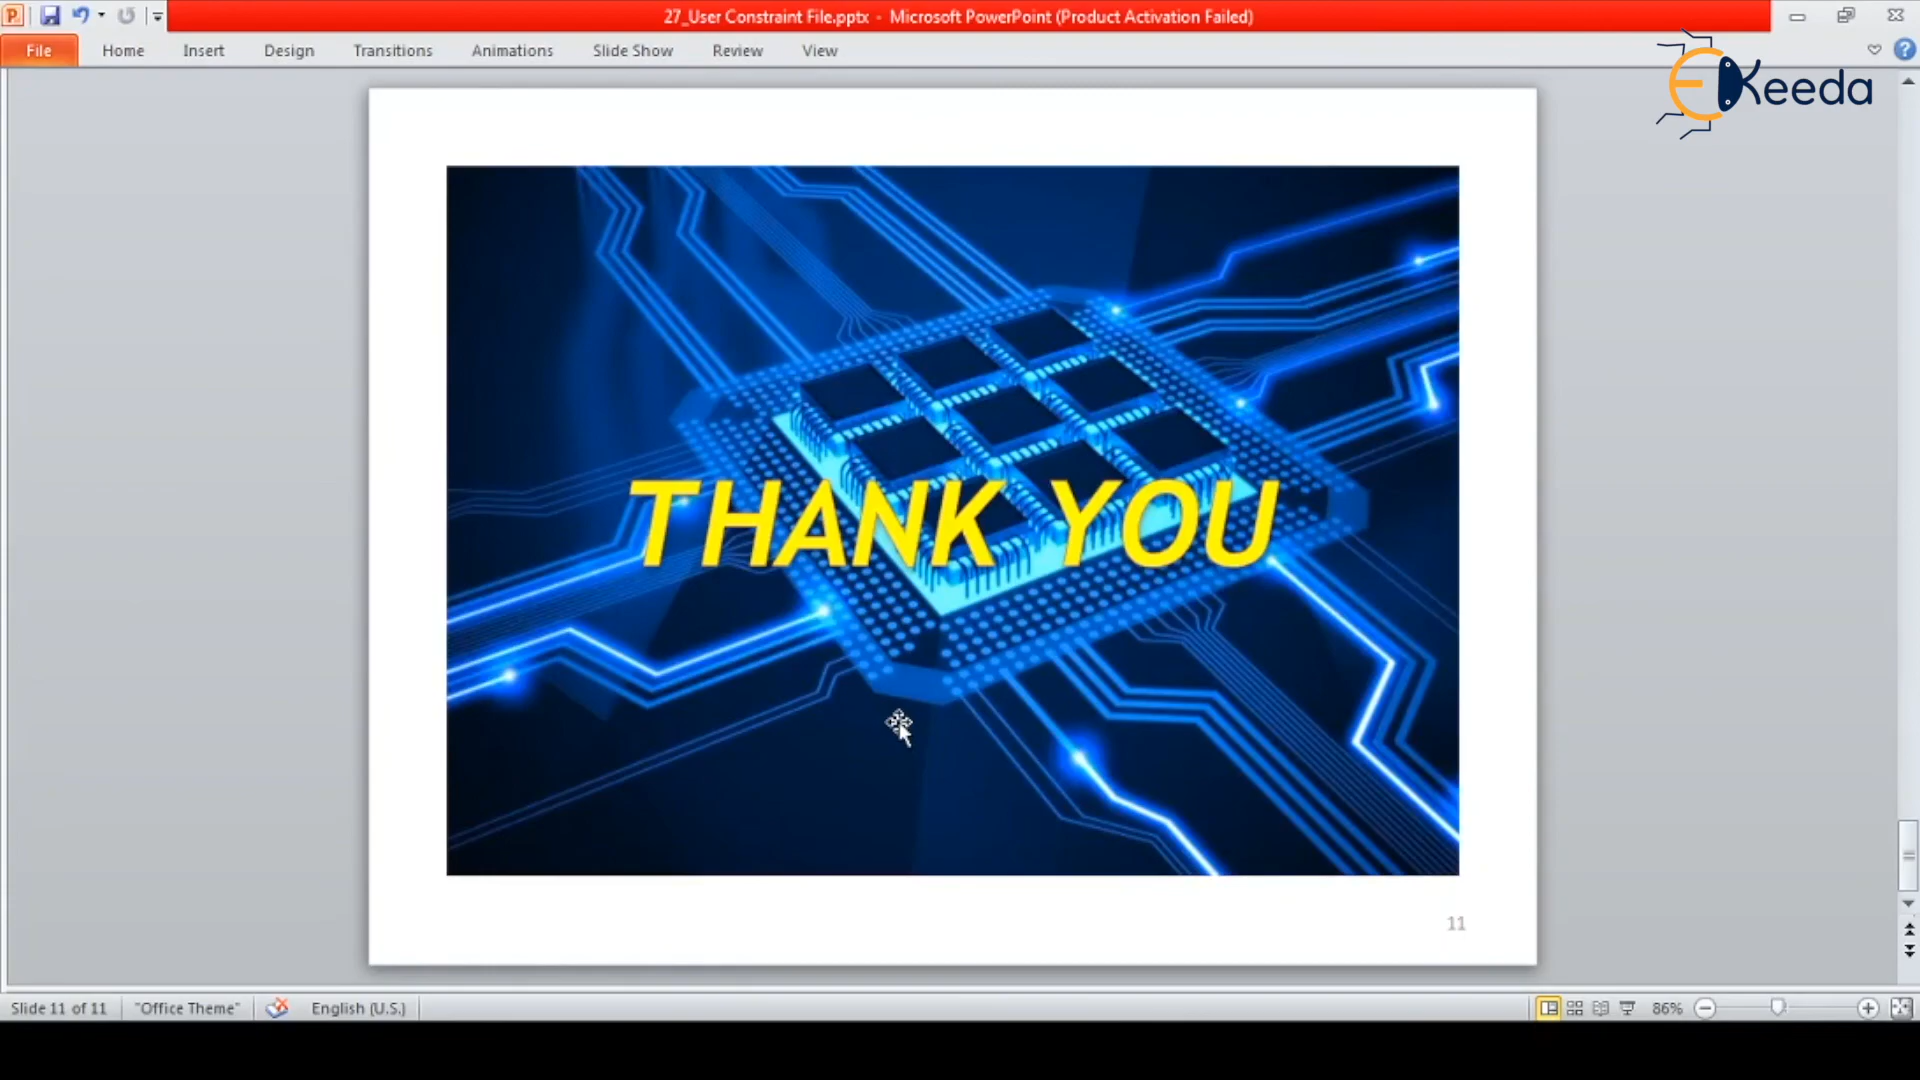 27_User Constraint File.pptx - Microsoft PowerPoint (Product Activation Failed)
File Home Insert Design Transitions Animations Slide Show Review View
EKeeda
THANK YOU
11
Slide 11 of 11 "Office Theme" English (U.S.) 86%